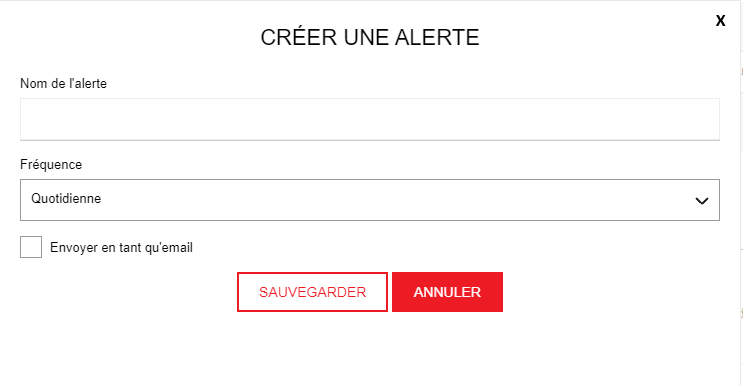 X
CRÉER UNE ALERTE
Nom de l'alerte
Fréquence
Quotidienne
Envoyer en tant qu'email
SAUVEGARDER
ANNULER